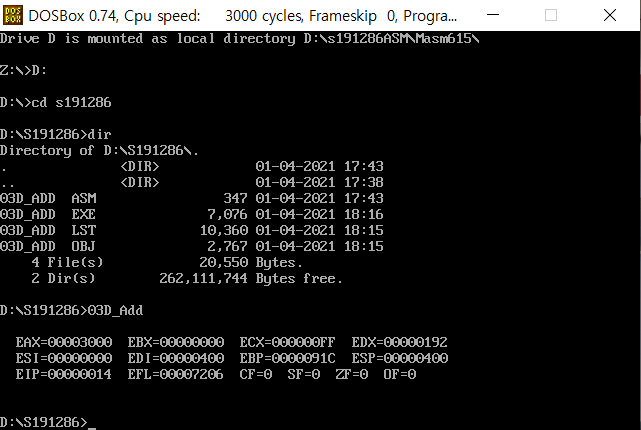 DOSBox 0.74, Cpu speed: 3000 cycles, Frameskip 0, Progra...
Drive D is mounted as local directory D:\s191286ASM\Masm615\
Z:\>D:
D:\>cd s191286
D:\S191286>dir
Directory of D:\S191286\.
. <DIR> 01-04-2021 17:43
.. <DIR> 01-04-2021 17:38
03D_ADD ASM 347 01-04-2021 17:43
03D_ADD EXE 7,076 01-04-2021 18:16
03D_ADD LST 10,360 01-04-2021 18:15
03D_ADD OBJ 2,767 01-04-2021 18:15
4 File(s) 20,550 Bytes.
2 Dir(s) 262,111,744 Bytes free.
D:\S191286>03D_Add
EAX=00003000 EBX=00000000 ECX=000000FF EDX=00000192
ESI=00000000 EDI=00000400 EBP=0000091C ESP=00000400
EIP=00000014 EFL=00007206 CF=0 SF=0 ZF=0 OF=0
D:\S191286>_